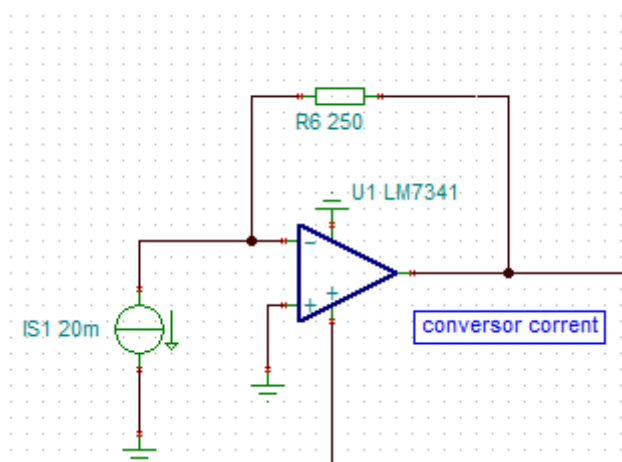 R6 250
U1 LM7341
-
+
+
IS1 20m
conversor corrent